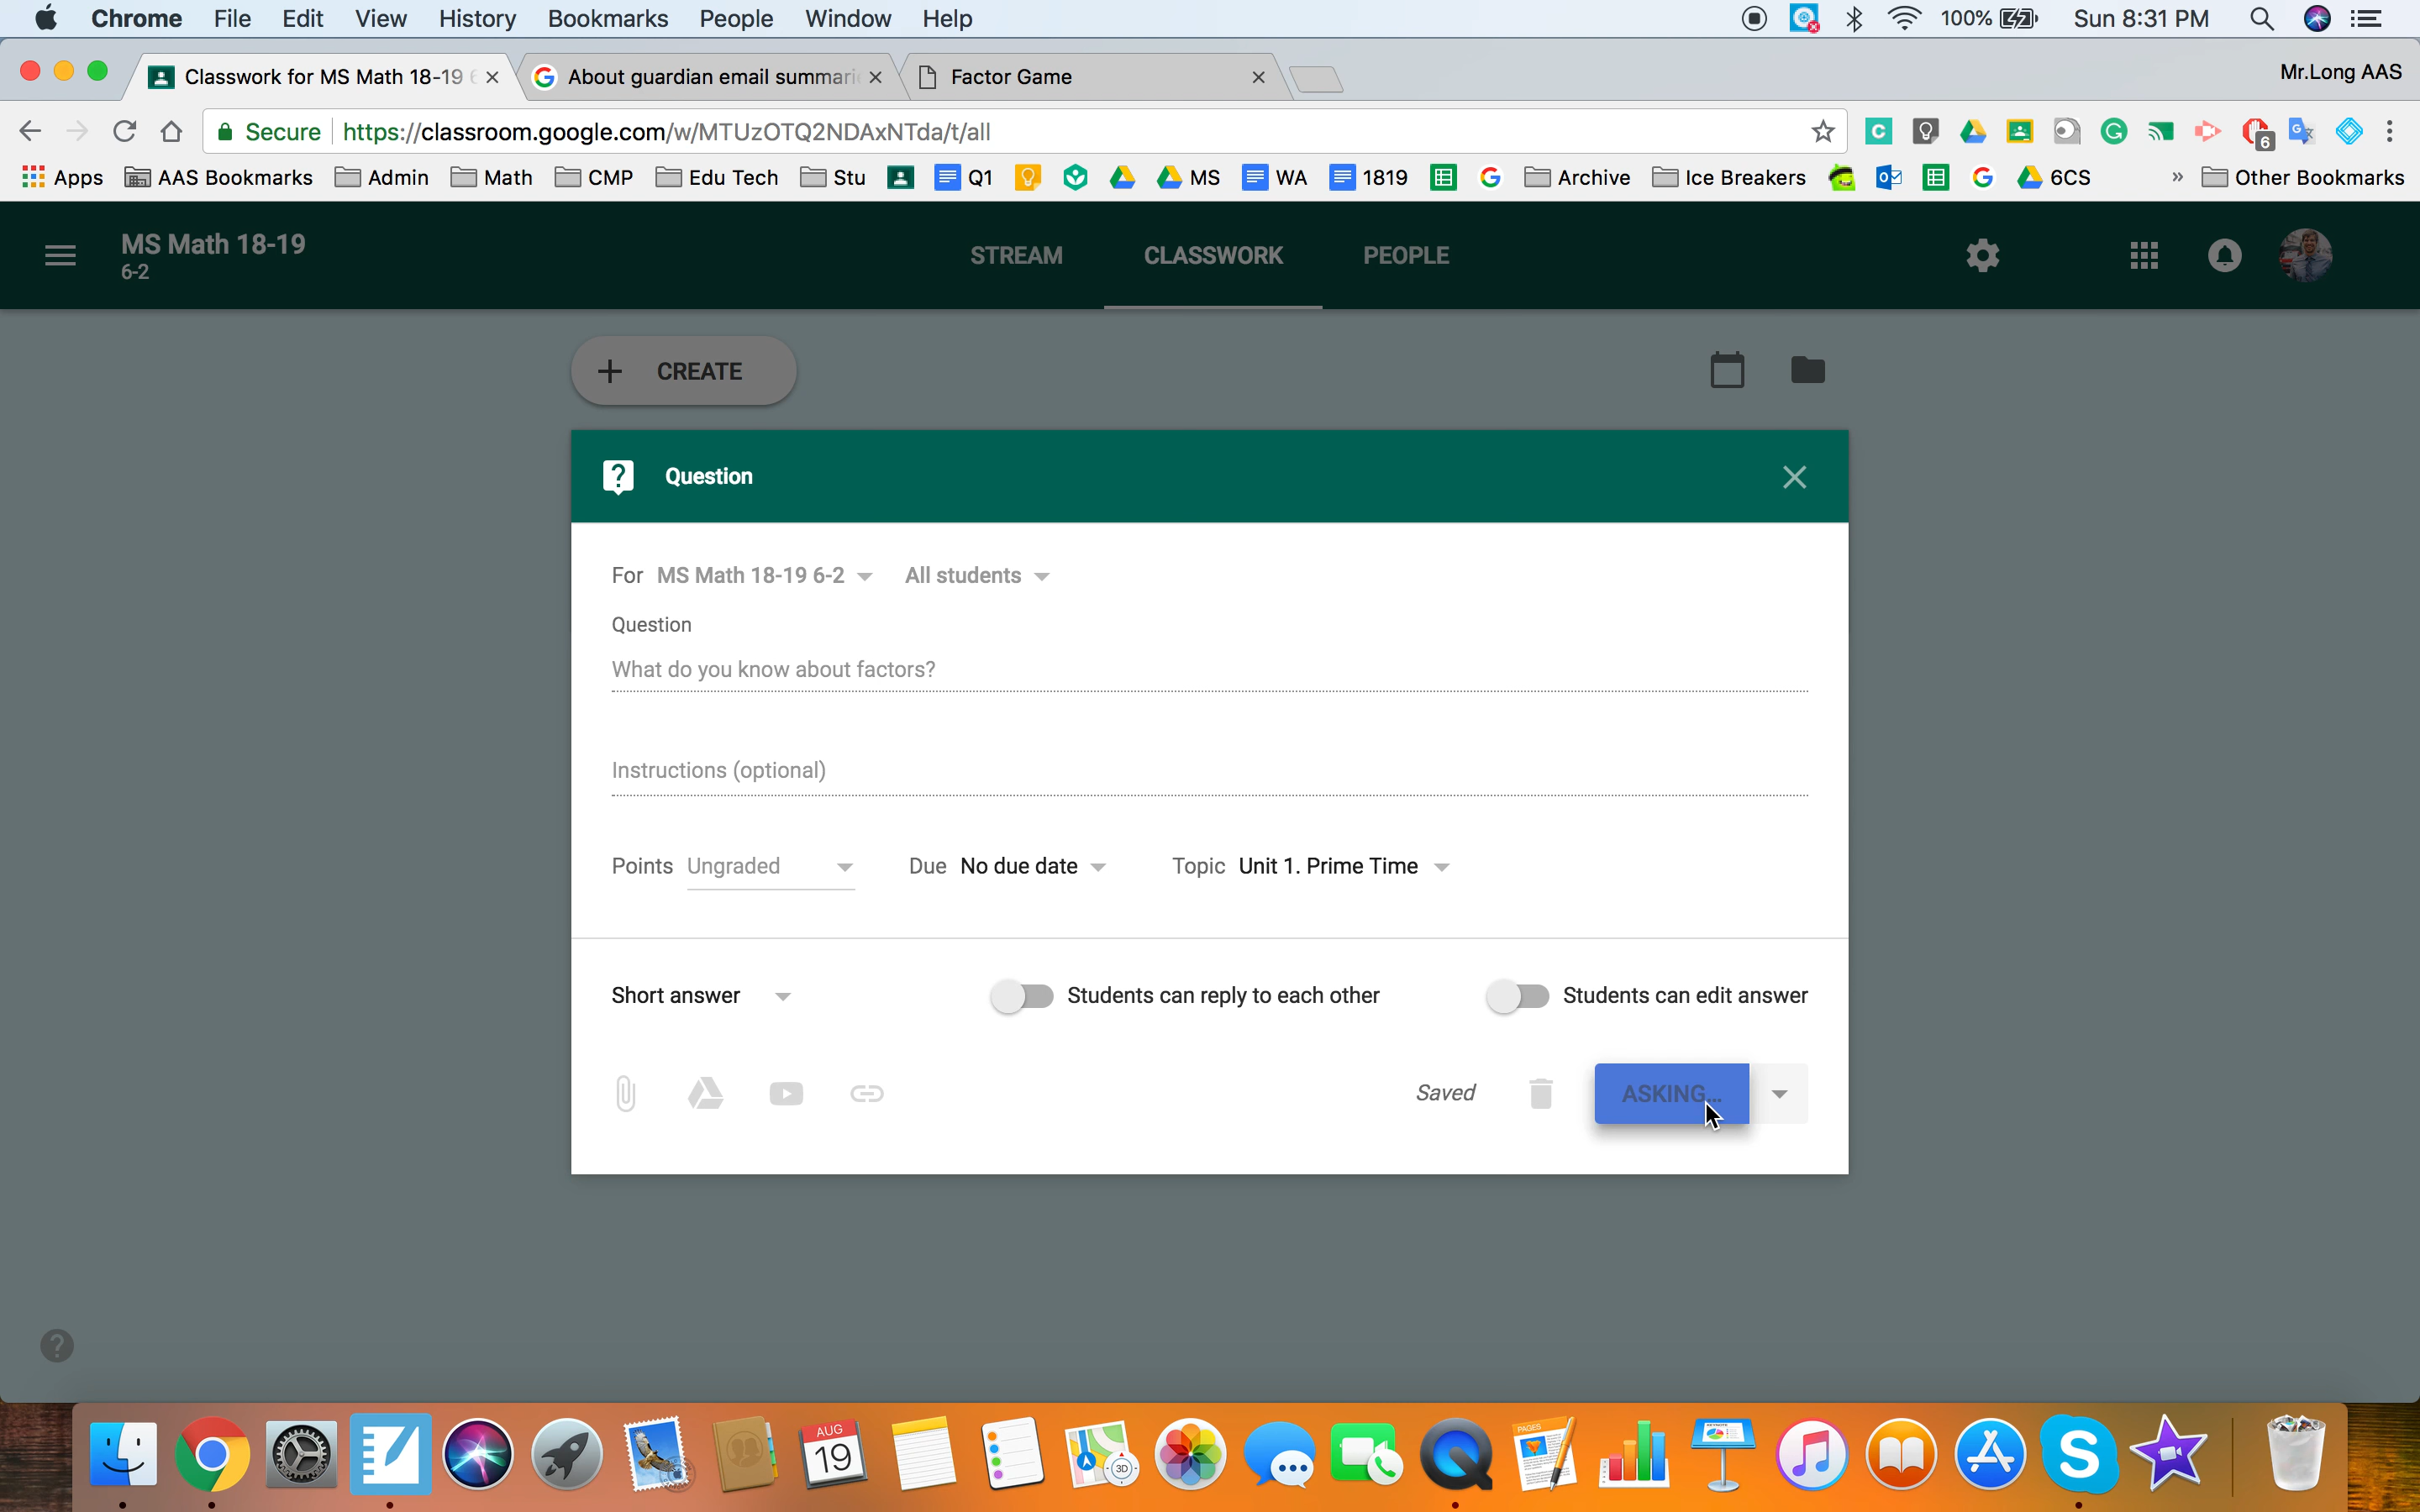 Chrome File Edit View History Bookmarks People Window Help 100% Sun 8:31 PM
Classwork for MS Math 18-19 About guardian email summari Factor Game Mr.Long AAS
Secure https://classroom.google.com/w/MTUzOTQ2NDAxNTda/t/all 6
Apps AAS Bookmarks Admin Math CMP Edu Tech Stu Q1 MS WA 1819 Archive Ice Breakers 6CS » Other Bookmarks
MS Math 18-19
6-2
STREAM CLASSWORK PEOPLE
CREATE
Question
For MS Math 18-19 6-2 All students
Question
What do you know about factors?
Instructions (optional)
Points Ungraded Due No due date Topic Unit 1. Prime Time
Short answer Students can reply to each other Students can edit answer
Saved ASKING...
AUG
19
3D
PAGES